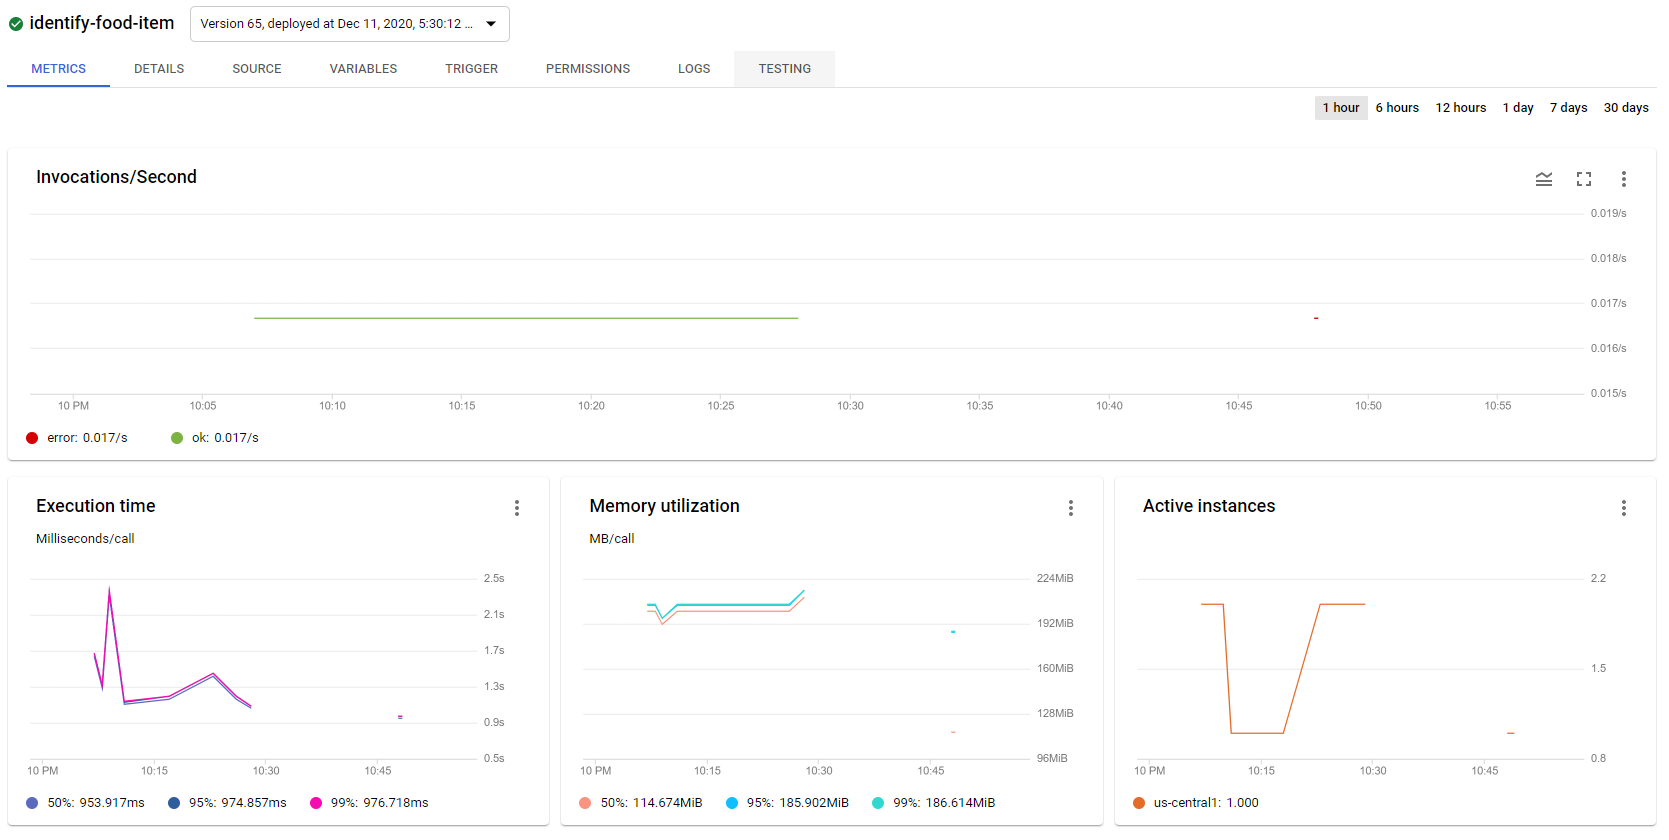 identify-food-item
Version 65, deployed at Dec 11, 2020, 5:30:12 ...
METRICS DETAILS SOURCE VARIABLES TRIGGER PERMISSIONS LOGS TESTING
1 hour 6 hours 12 hours 1 day 7 days 30 days
Invocations/Second
0.019/s
0.018/s
0.017/s
0.016/s
0.015/s
10 PM 10:05 10:10 10:15 10:20 10:25 10:30 10:35 10:40 10:45 10:50 10:55
error: 0.017/s ok: 0.017/s
Execution time
Milliseconds/call
2.5s
2.1s
1.7s
1.3s
0.9s
0.5s
10 PM 10:15 10:30 10:45
50%: 953.917ms 95%: 974.857ms 99%: 976.718ms
Memory utilization
MB/call
224MiB
192MiB
160MiB
128MiB
96MiB
10 PM 10:15 10:30 10:45
50%: 114.674MiB 95%: 185.902MiB 99%: 186.614MiB
Active instances
2.2
1.5
0.8
10 PM 10:15 10:30 10:45
us-central1: 1.000